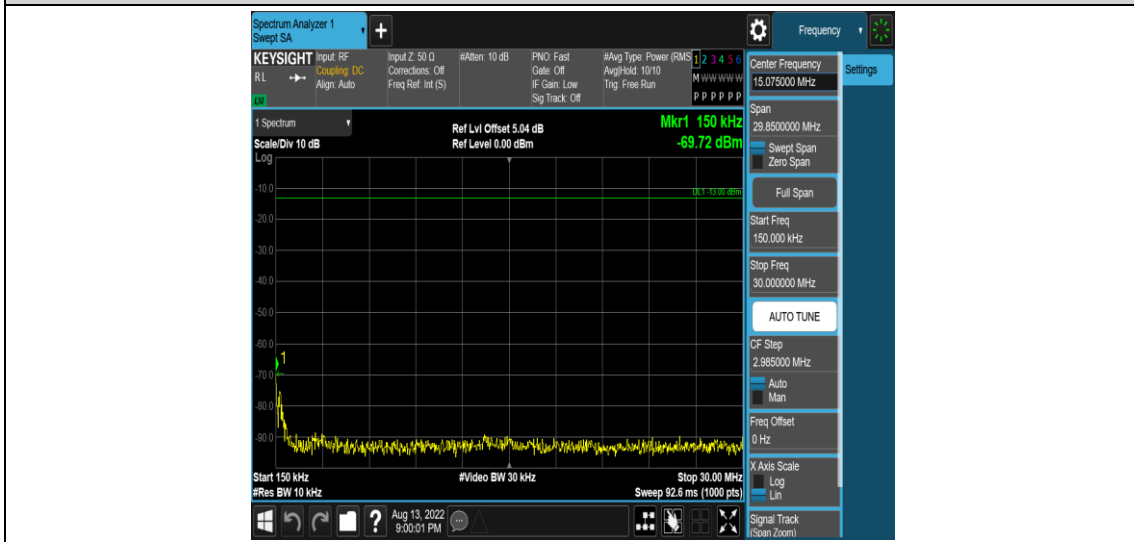 Spectrum Analyzer 1
Swept SA
+
Frequency
KEYSIGHT
RL
LXI
Input: RF
Coupling: DC
Align: Auto
Input Z: 50 Ω
Corrections: Off
Freq Ref: Int (S)
#Atten: 10 dB
PNO: Fast
Gate: Off
IF Gain: Low
Sig Track: Off
#Avg Type: Power (RMS
Avg|Hold: 10/10
Trig: Free Run
1 2 3 4 5 6
M W W W W W
P P P P P P
1 Spectrum
Scale/Div 10 dB
Log
Ref Lvl Offset 5.04 dB
Ref Level 0.00 dBm
Mkr1 150 kHz
-69.72 dBm
DL1 -13.00 dBm
-10.0
-20.0
-30.0
-40.0
-50.0
-60.0
1
-70.0
-80.0
-90.0
Start 150 kHz
#Res BW 10 kHz
#Video BW 30 kHz
Stop 30.00 MHz
Sweep 92.6 ms (1000 pts)
Center Frequency
15.075000 MHz
Settings
Span
29.8500000 MHz
Swept Span
Zero Span
Full Span
Start Freq
150.000 kHz
Stop Freq
30.000000 MHz
AUTO TUNE
CF Step
2.985000 MHz
Auto
Man
Freq Offset
0 Hz
X Axis Scale
Log
Lin
Signal Track
(Span Zoom)
?
Aug 13, 2022
9:00:01 PM